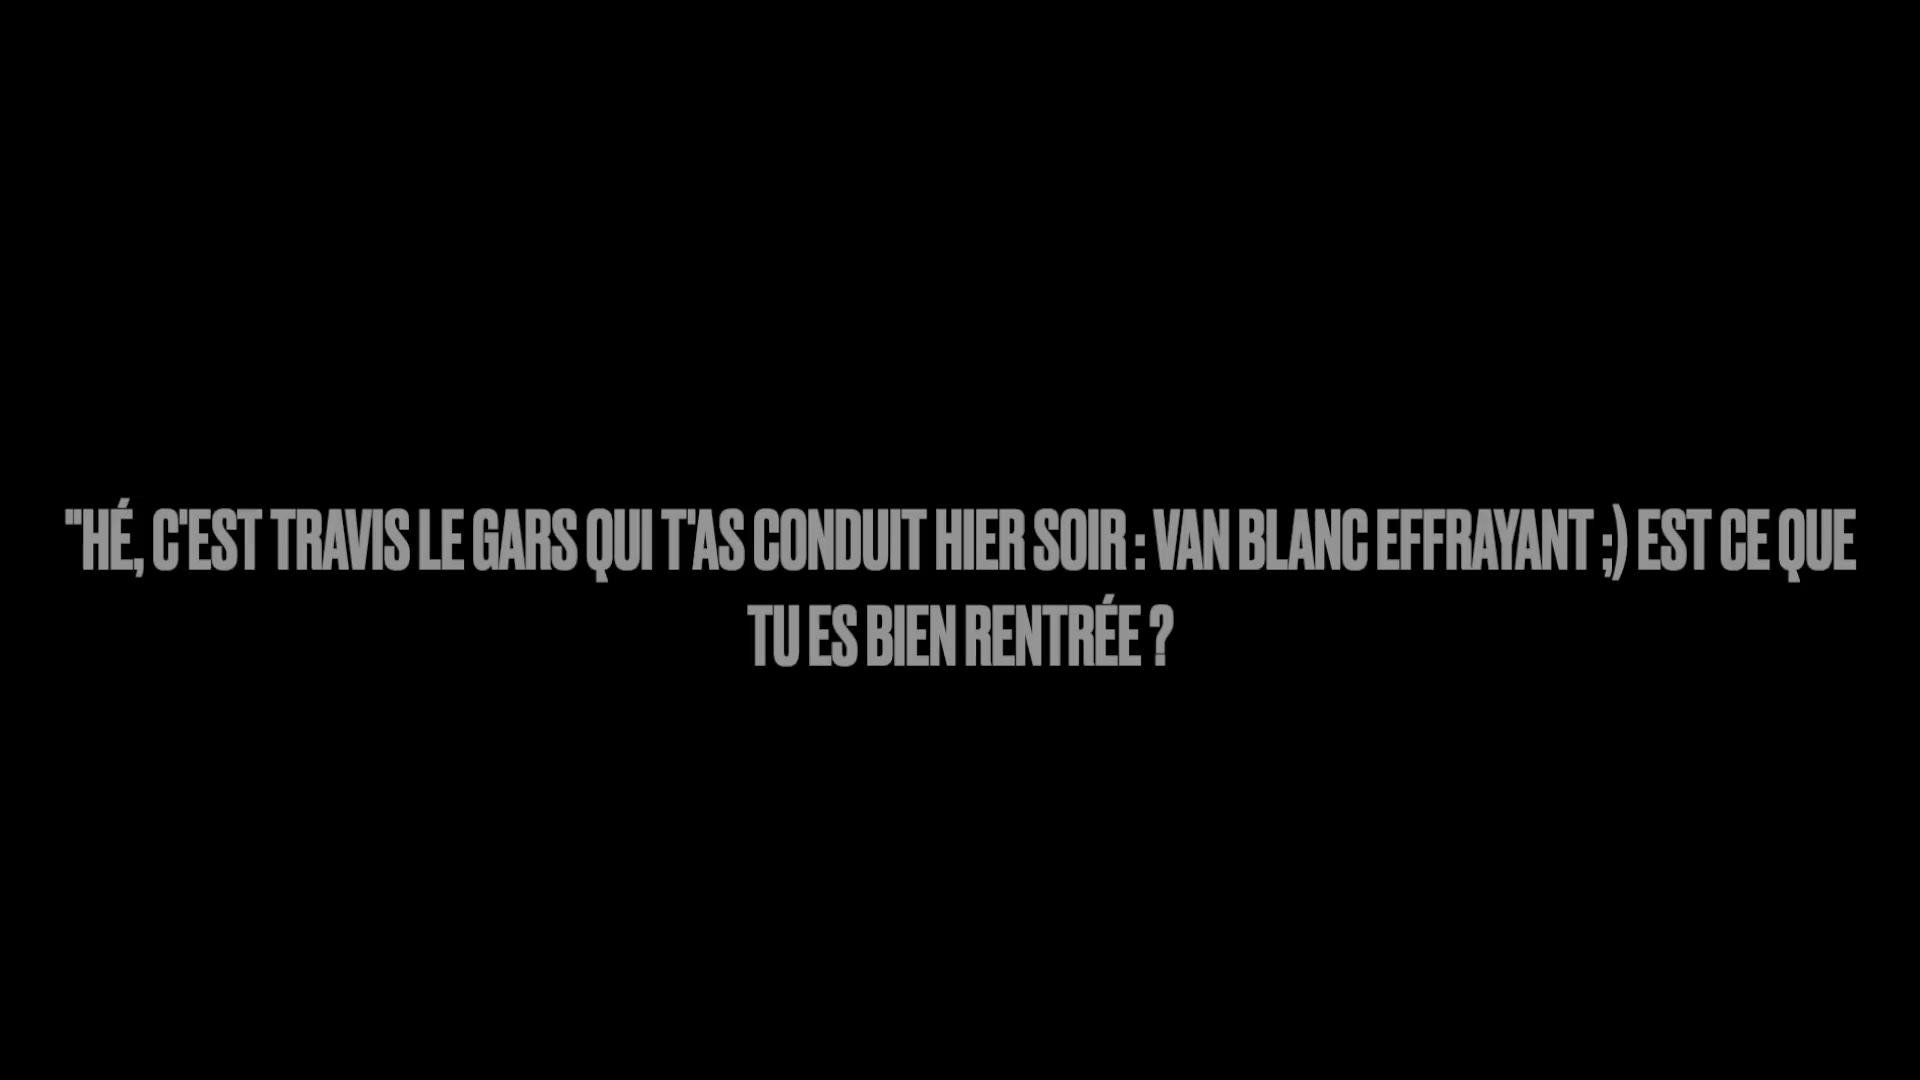 "HÉ, C'EST TRAVIS LE GARS QUI T'AS CONDUIT HIER SOIR : VAN BLANC EFFRAYANT ;) EST CE QUE
TU ES BIEN RENTRÉE ?